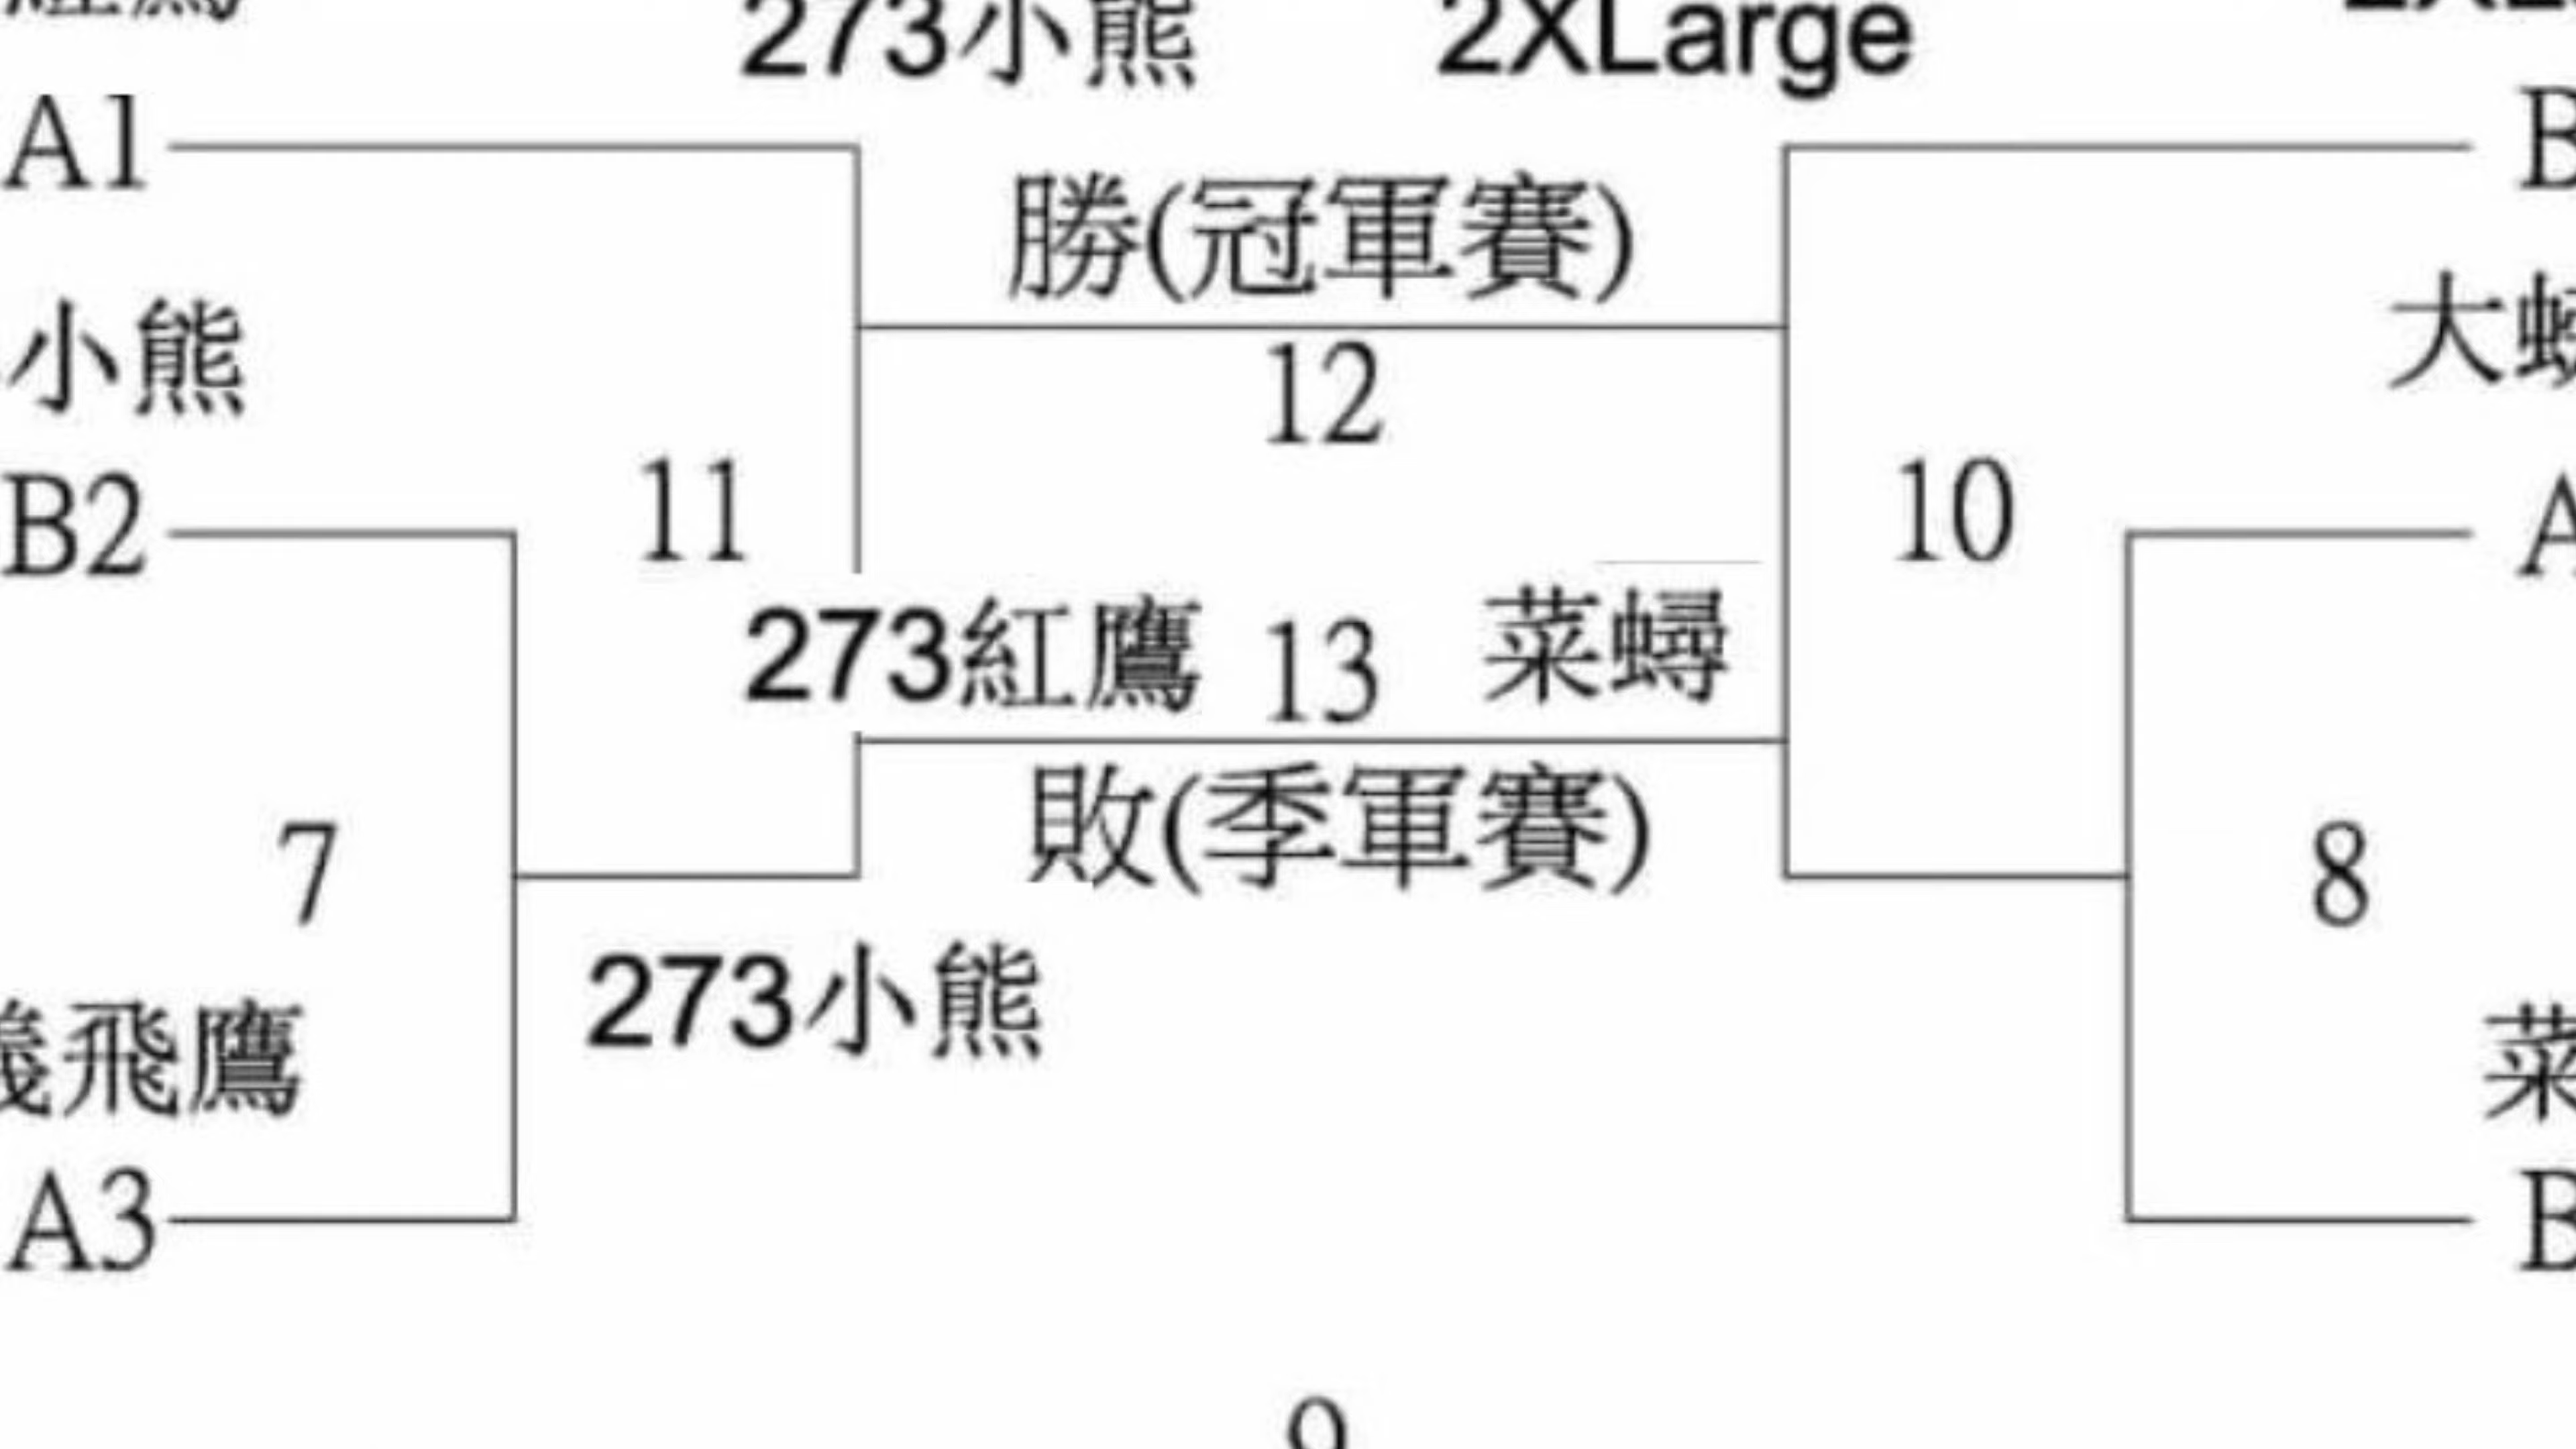 273小熊
2XLarge
A1
勝(冠軍賽)
12
小熊
大
B2
11
10
273紅鷹
13
菜蟳
敗(季軍賽)
7
8
273小熊
飛鷹
菜
A3
9